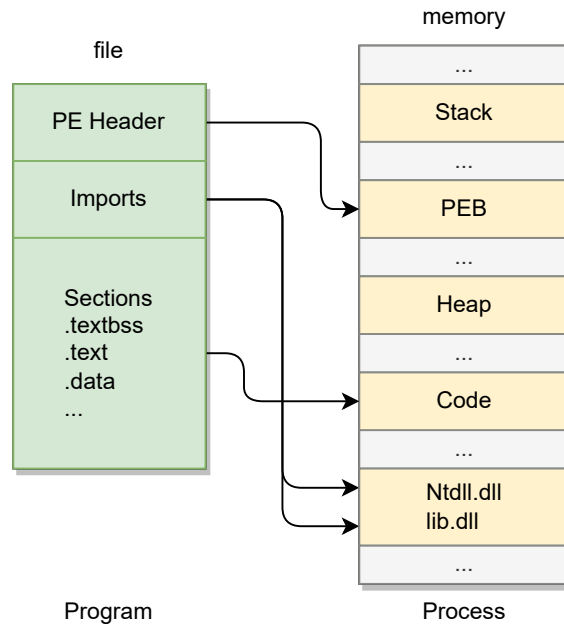 file
PE Header
Imports
Sections
.textbss
.text
.data
...
Program
memory
...
Stack
...
PEB
...
Heap
...
Code
...
Ntdll.dll
lib.dll
...
Process